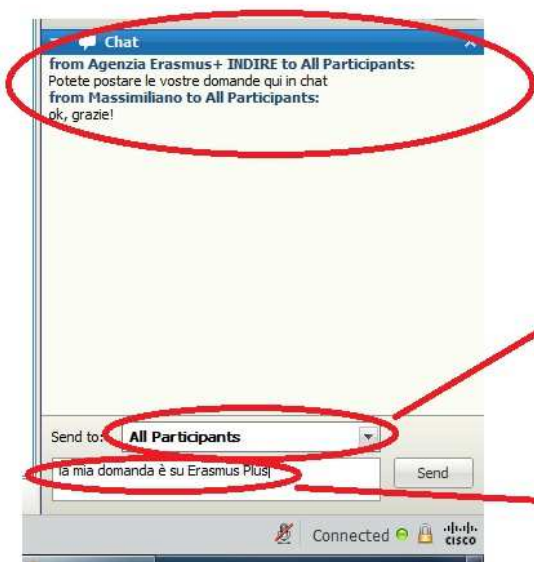 Chat
from Agenzia Erasmus+ INDIRE to All Participants:
Potete postare le vostre domande qui in chat
from Massimiliano to All Participants:
ok, grazie!
Send to: All Participants
la mia domanda è su Erasmus Plus
Send
Connected
CISCO